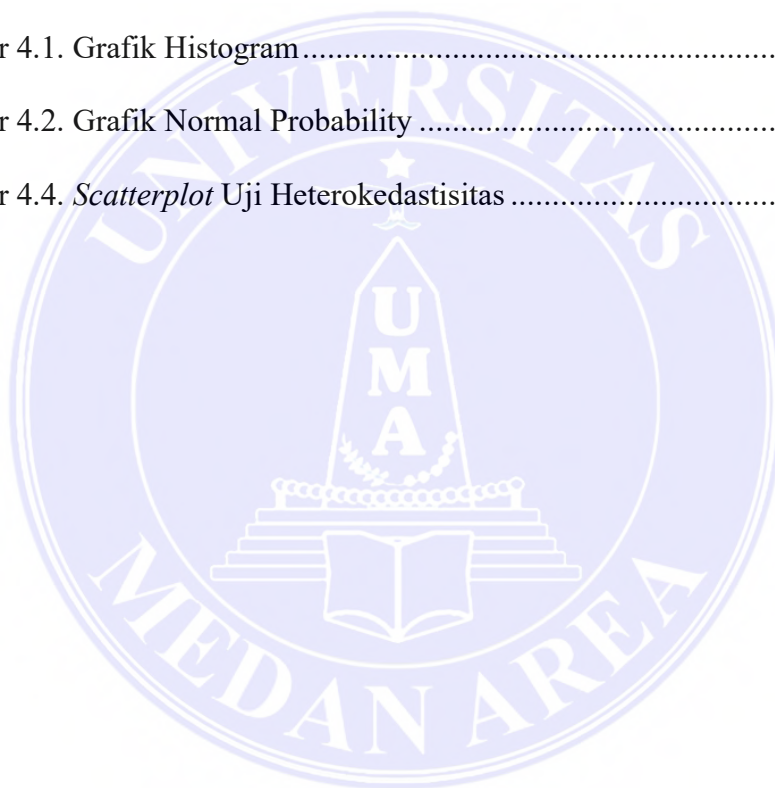 r 4.1. Grafik Histogram...........................................................
r 4.2. Grafik Normal Probability ...........................................
r 4.4. Scatterplot Uji Heterokedastisitas ................................
UNIVERSITAS
U
M
A
MEDAN AREA